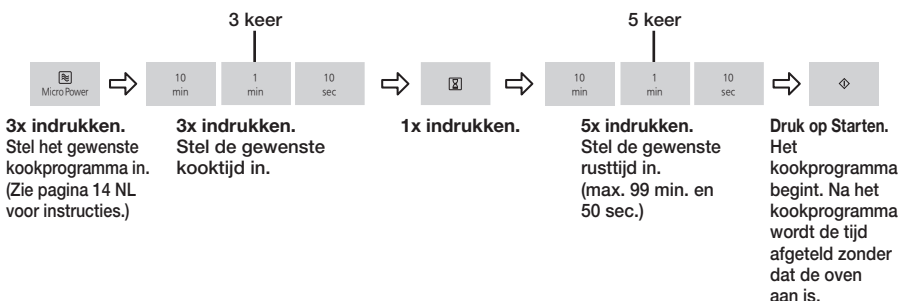 3 keer
5 keer
Micro Power
10
min
1
min
10
sec
10
min
1
min
10
sec
3x indrukken.
Stel het gewenste
kookprogramma in.
(Zie pagina 14 NL
voor instructies.)
3x indrukken.
Stel de gewenste
kooktijd in.
1x indrukken.
5x indrukken.
Stel de gewenste
rusttijd in.
(max. 99 min. en
50 sec.)
Druk op Starten.
Het
kookprogramma
begint. Na het
kookprogramma
wordt de tijd
afgeteld zonder
dat de oven
aan is.